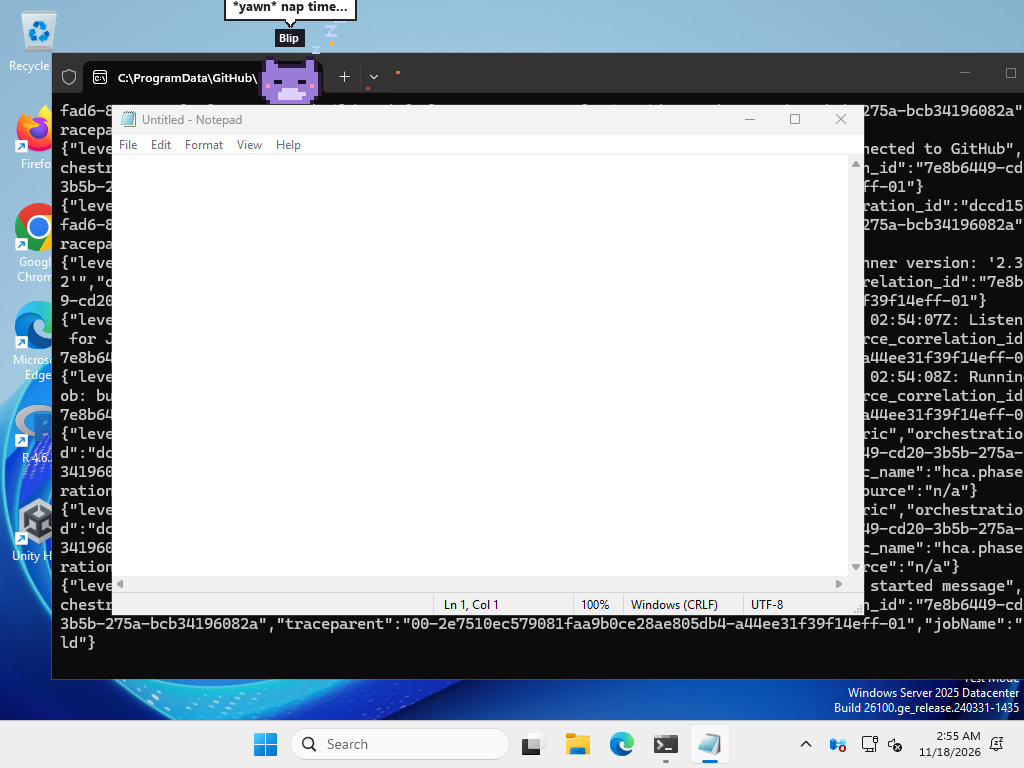 *yawn* nap time...
Blip
Recycle
C:\ProgramData\GitHub\
Untitled - Notepad
File Edit Format View Help
Firefo
Googl
Chrom
Micros
Edge
R 4.6.
Unity H
fad6-8
275a-bcb34196082a"
racepa
{"leve
nected to GitHub",
chestr
n_id":"7e8b6449-cd
3b5b-2
ff-01"}
{"leve
ration_id":"dccd15
fad6-8
275a-bcb34196082a"
racepa
{"leve
nner version: '2.3
2'","o
relation_id":"7e8b
9-cd20
f39f14eff-01"}
{"leve
02:54:07Z: Listen
for J
rce_correlation_id
7e8b64
a44ee31f39f14eff-0
{"leve
02:54:08Z: Runnin
ob: bu
rce_correlation_id
7e8b64
a44ee31f39f14eff-0
{"leve
ric","orchestratio
d":"dc
49-cd20-3b5b-275a-
341960
c_name":"hca.phase
ration
ource":"n/a"}
{"leve
ric","orchestratio
d":"dc
49-cd20-3b5b-275a-
341960
c_name":"hca.phase
ration
rce":"n/a"}
{"leve
started message",
chestr
n_id":"7e8b6449-cd
Ln 1, Col 1 100% Windows (CRLF) UTF-8
3b5b-275a-bcb34196082a","traceparent":"00-2e7510ec579081faa9b0ce28ae805db4-a44ee31f39f14eff-01","jobName":"
ld"}
Test Mode
Windows Server 2025 Datacenter
Build 26100.ge_release.240331-1435
Search
2:55 AM
11/18/2026